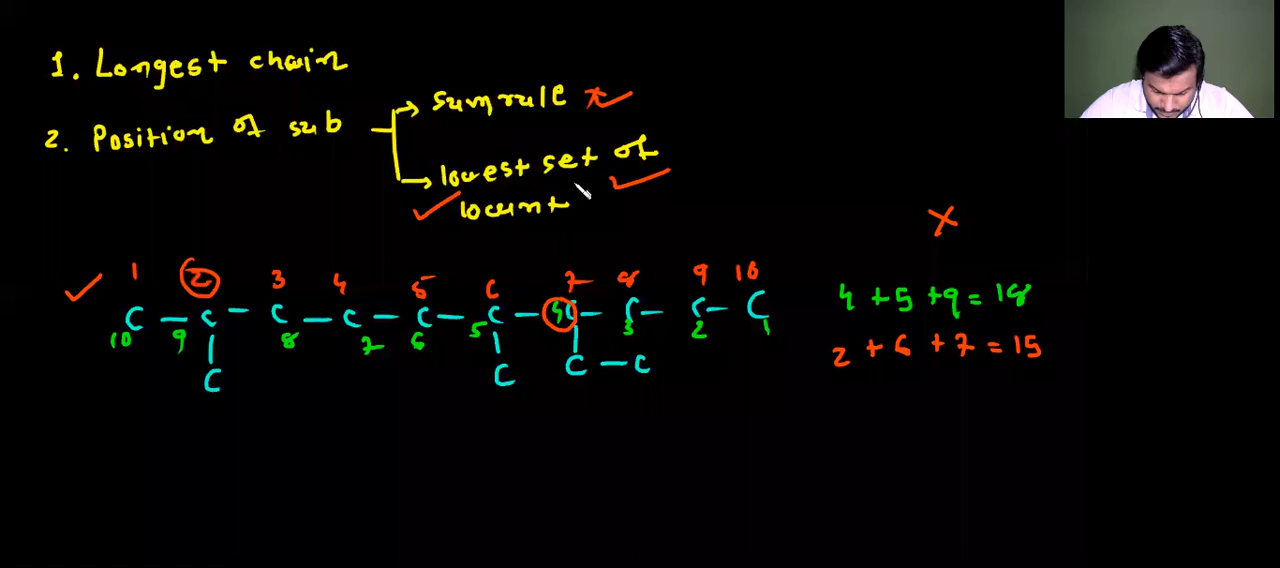 1. Longest chain
2. Position of sub
sum rule
lowest set of
locant
1 2 3 4 5 6 7 8 9 10
C – C – C – C – C – C – C – C – C – C
10 9 8 7 6 5 4 3 2 1
C C C – C
4 + 5 + 9 = 18
2 + 6 + 7 = 15